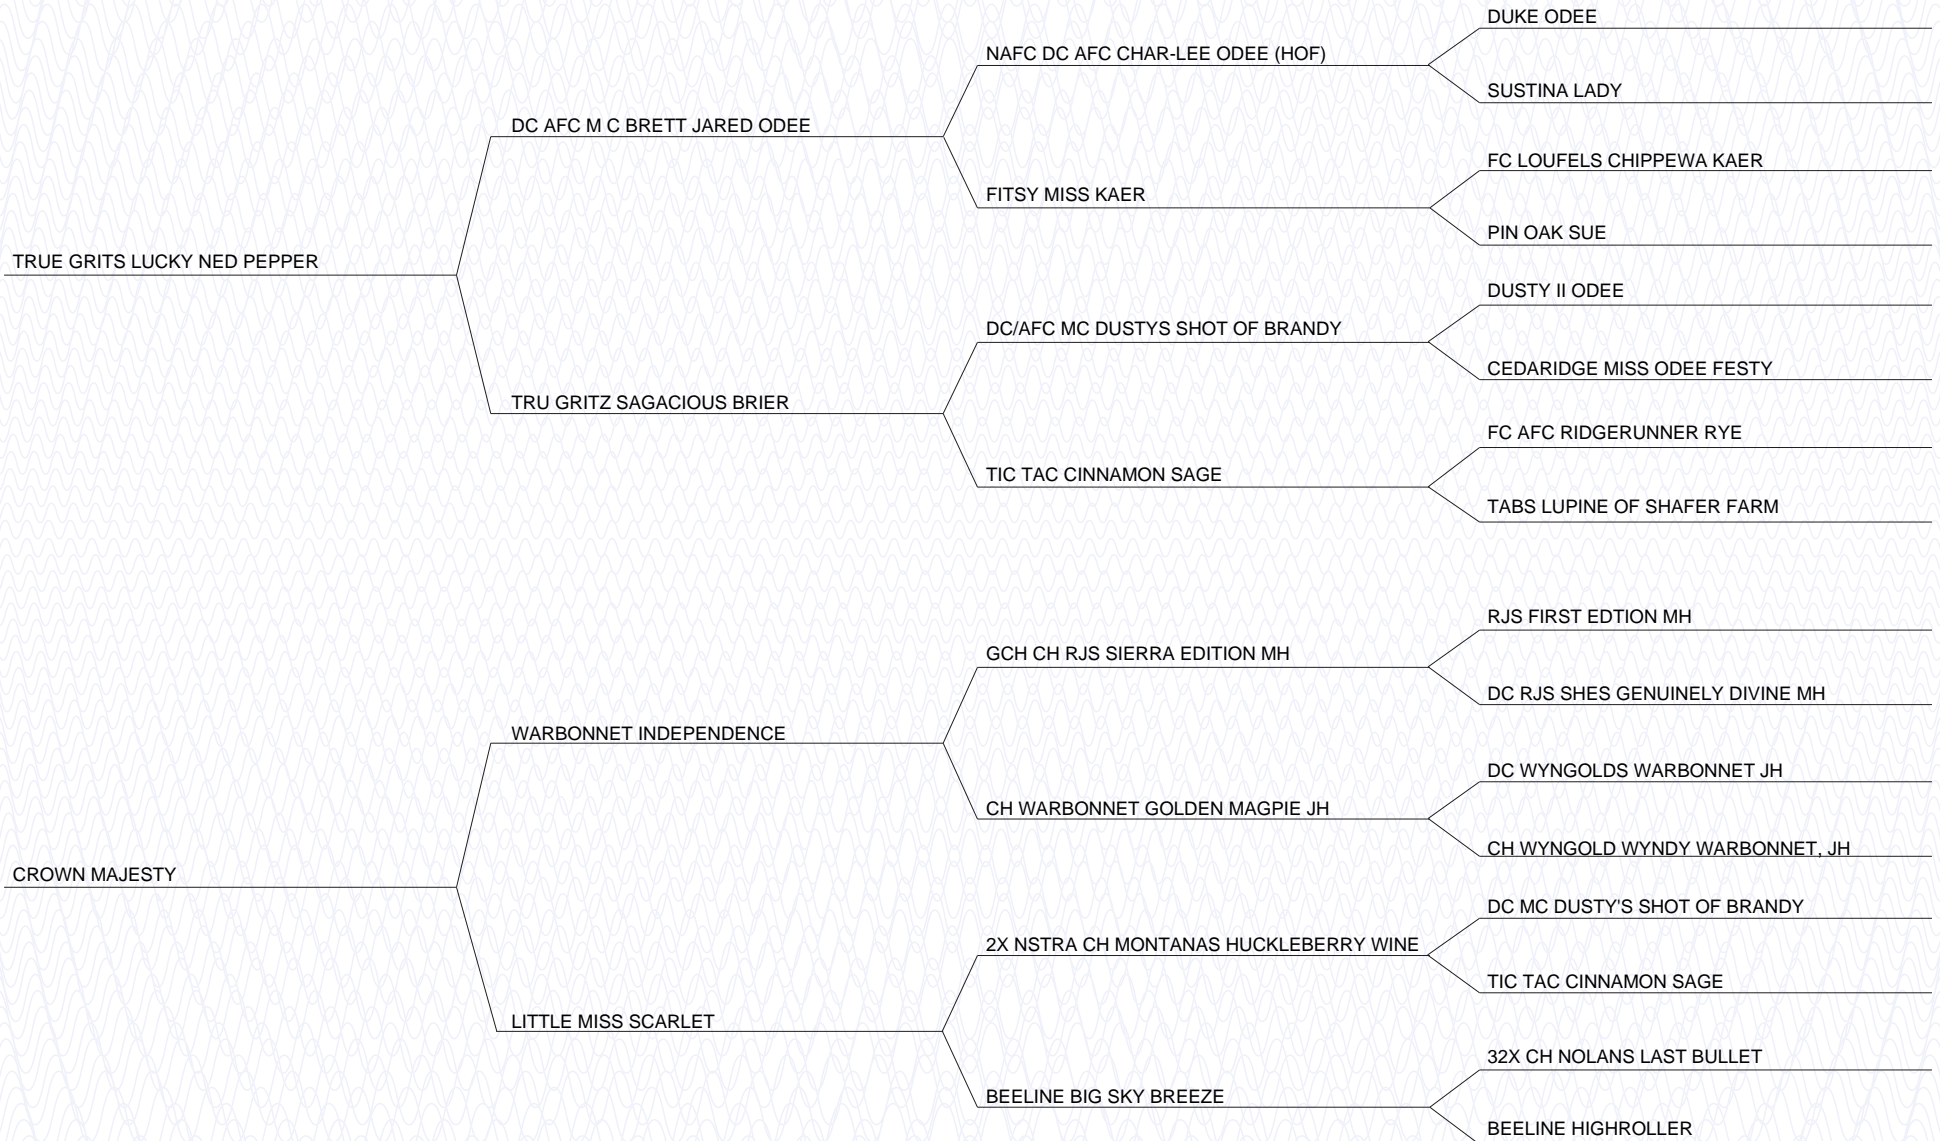 DUKE ODEE
NAFC DC AFC CHAR-LEE ODEE (HOF)
SUSTINA LADY
DC AFC M C BRETT JARED ODEE
FC LOUFELS CHIPPEWA KAER
FITSY MISS KAER
PIN OAK SUE
TRUE GRITS LUCKY NED PEPPER
DUSTY II ODEE
DC/AFC MC DUSTYS SHOT OF BRANDY
CEDARIDGE MISS ODEE FESTY
TRU GRITZ SAGACIOUS BRIER
FC AFC RIDGERUNNER RYE
TIC TAC CINNAMON SAGE
TABS LUPINE OF SHAFER FARM
RJS FIRST EDTION MH
GCH CH RJS SIERRA EDITION MH
DC RJS SHES GENUINELY DIVINE MH
WARBONNET INDEPENDENCE
DC WYNGOLDS WARBONNET JH
CH WARBONNET GOLDEN MAGPIE JH
CH WYNGOLD WYNDY WARBONNET, JH
CROWN MAJESTY
DC MC DUSTY'S SHOT OF BRANDY
2X NSTRA CH MONTANAS HUCKLEBERRY WINE
TIC TAC CINNAMON SAGE
LITTLE MISS SCARLET
32X CH NOLANS LAST BULLET
BEELINE BIG SKY BREEZE
BEELINE HIGHROLLER